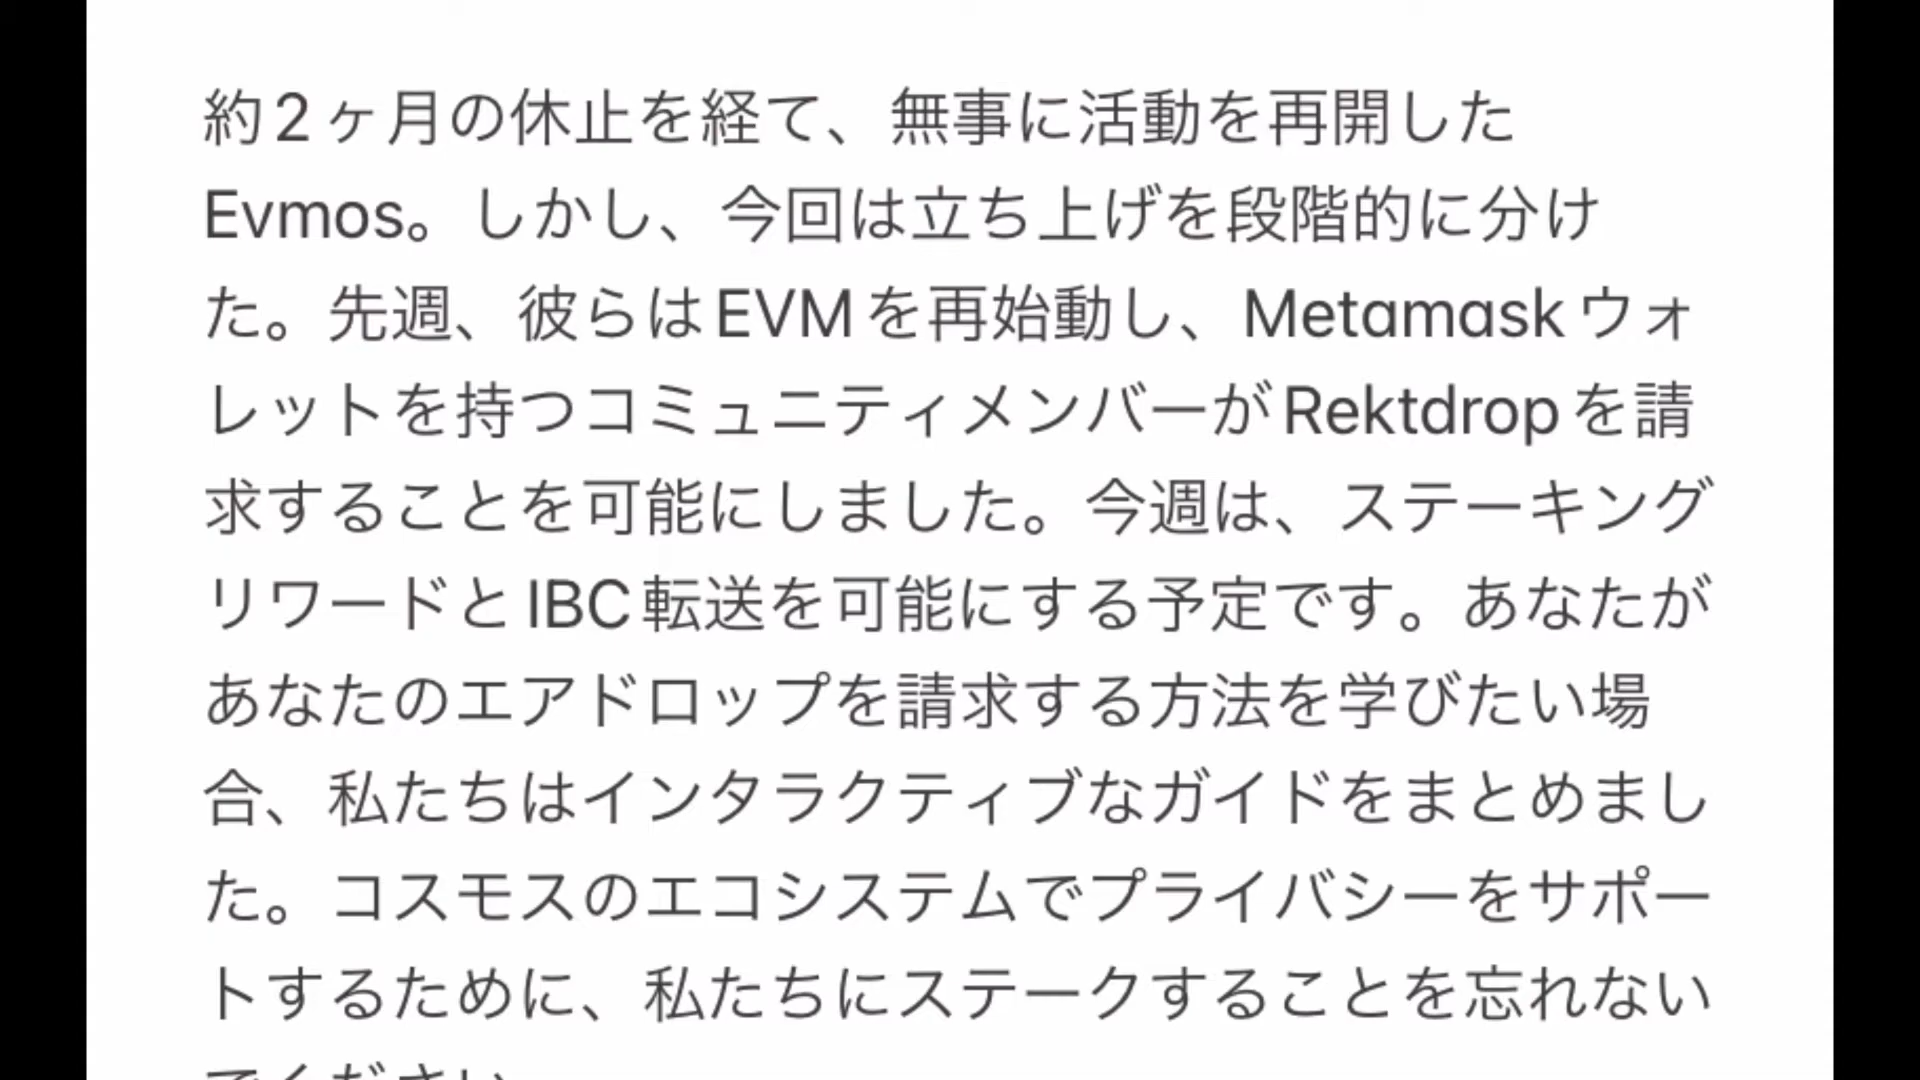 約2ヶ月の休止を経て、無事に活動を再開した
Evmos。しかし、今回は立ち上げを段階的に分け
た。先週、彼らはEVMを再始動し、Metamaskウォ
レットを持つコミュニティメンバーがRektdropを請
求することを可能にしました。今週は、ステーキング
リワードとIBC転送を可能にする予定です。あなたが
あなたのエアドロップを請求する方法を学びたい場
合、私たちはインタラクティブなガイドをまとめまし
た。コスモスのエコシステムでプライバシーをサポー
トするために、私たちにステークすることを忘れない
でください